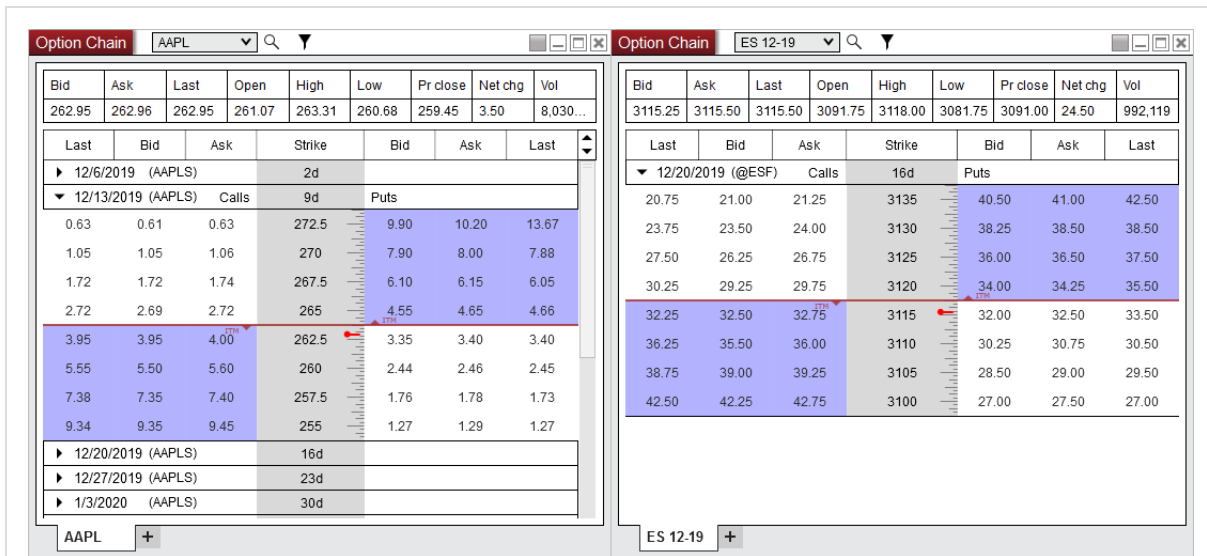 Option Chain AAPL
Bid Ask Last Open High Low Pr close Net chg Vol
262.95 262.96 262.95 261.07 263.31 260.68 259.45 3.50 8,030...
Last Bid Ask Strike Bid Ask Last
12/6/2019 (AAPLS) 2d
12/13/2019 (AAPLS) Calls 9d Puts
0.63 0.61 0.63 272.5 9.90 10.20 13.67
1.05 1.05 1.06 270 7.90 8.00 7.88
1.72 1.72 1.74 267.5 6.10 6.15 6.05
2.72 2.69 2.72 265 4.55 4.65 4.66
ITM ITM
3.95 3.95 4.00 262.5 3.35 3.40 3.40
5.55 5.50 5.60 260 2.44 2.46 2.45
7.38 7.35 7.40 257.5 1.76 1.78 1.73
9.34 9.35 9.45 255 1.27 1.29 1.27
12/20/2019 (AAPLS) 16d
12/27/2019 (AAPLS) 23d
1/3/2020 (AAPLS) 30d
AAPL +
Option Chain ES 12-19
Bid Ask Last Open High Low Pr close Net chg Vol
3115.25 3115.50 3115.50 3091.75 3118.00 3081.75 3091.00 24.50 992,119
Last Bid Ask Strike Bid Ask Last
12/20/2019 (@ESF) Calls 16d Puts
20.75 21.00 21.25 3135 40.50 41.00 42.50
23.75 23.50 24.00 3130 38.25 38.50 38.50
27.50 26.25 26.75 3125 36.00 36.50 37.50
30.25 29.25 29.75 3120 34.00 34.25 35.50
ITM ITM
32.25 32.50 32.75 3115 32.00 32.50 33.50
36.25 35.50 36.00 3110 30.25 30.75 30.50
38.75 39.00 39.25 3105 28.50 29.00 29.50
42.50 42.25 42.75 3100 27.00 27.50 27.00
ES 12-19 +